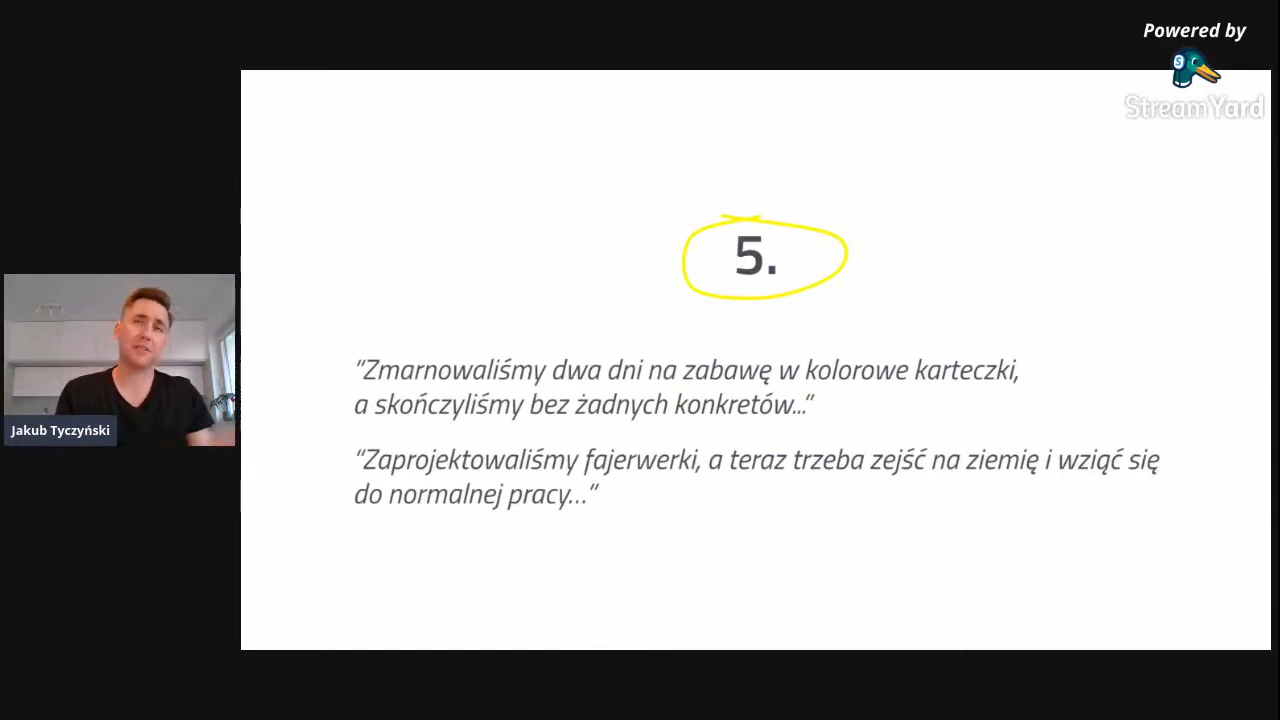 Powered by
StreamYard
5.
“Zmarnowaliśmy dwa dni na zabawę w kolorowe karteczki,
a skończyliśmy bez żadnych konkretów...”
“Zaprojektowaliśmy fajerwerki, a teraz trzeba zejść na ziemię i wziąć się
do normalnej pracy...”
Jakub Tyczyński